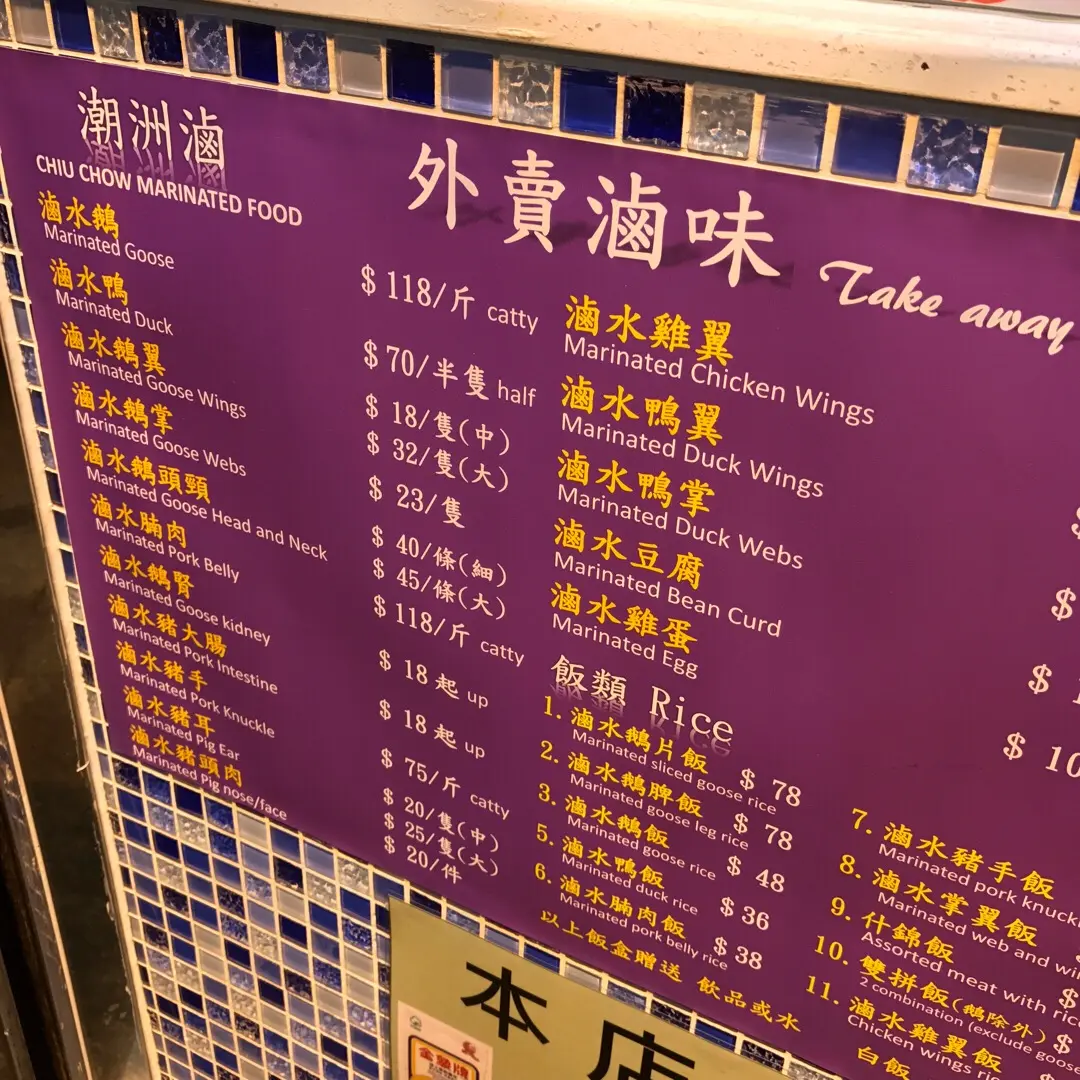 潮洲滷
CHIU CHOW MARINATED FOOD
外賣滷味 Take away
滷水鵝
Marinated Goose
$ 118/斤 catty
滷水鴨
Marinated Duck
$ 70/半隻 half
滷水鵝翼
Marinated Goose Wings
$ 18/隻(中)
$ 32/隻(大)
滷水鵝掌
Marinated Goose Webs
$ 23/隻
滷水鵝頭頸
Marinated Goose Head and Neck
$ 40/條(細)
$ 45/條(大)
滷水腩肉
Marinated Pork Belly
$ 118/斤 catty
滷水鵝腎
Marinated Goose kidney
$ 18 起 up
滷水豬大腸
Marinated Pork Intestine
$ 18 起 up
滷水豬手
Marinated Pork Knuckle
$ 75/斤 catty
滷水豬耳
Marinated Pig Ear
$ 20/隻(中)
$ 25/隻(大)
滷水豬頭肉
Marinated Pig nose/face
$ 20/件
滷水雞翼
Marinated Chicken Wings
滷水鴨翼
Marinated Duck Wings
$
滷水鴨掌
Marinated Duck Webs
$
滷水豆腐
Marinated Bean Curd
$
滷水雞蛋
Marinated Egg
$ 10
飯類 Rice
1. 滷水鵝片飯 $ 78
Marinated sliced goose rice
2. 滷水鵝脾飯 $ 78
Marinated goose leg rice
3. 滷水鵝飯 $ 48
Marinated goose rice
5. 滷水鴨飯 $ 36
Marinated duck rice
6. 滷水腩肉飯 $ 38
Marinated pork belly rice
以上飯盒贈送 飲品或水
7. 滷水豬手飯
Marinated pork knuck
8. 滷水掌翼飯
Marinated web and wi
9. 什錦飯 $
Assorted meat with rice
10. 雙拼飯(鵝除外) $
2 combination (exclude goose
11. 滷水雞翼飯
Chicken wings ri
白飯
本店